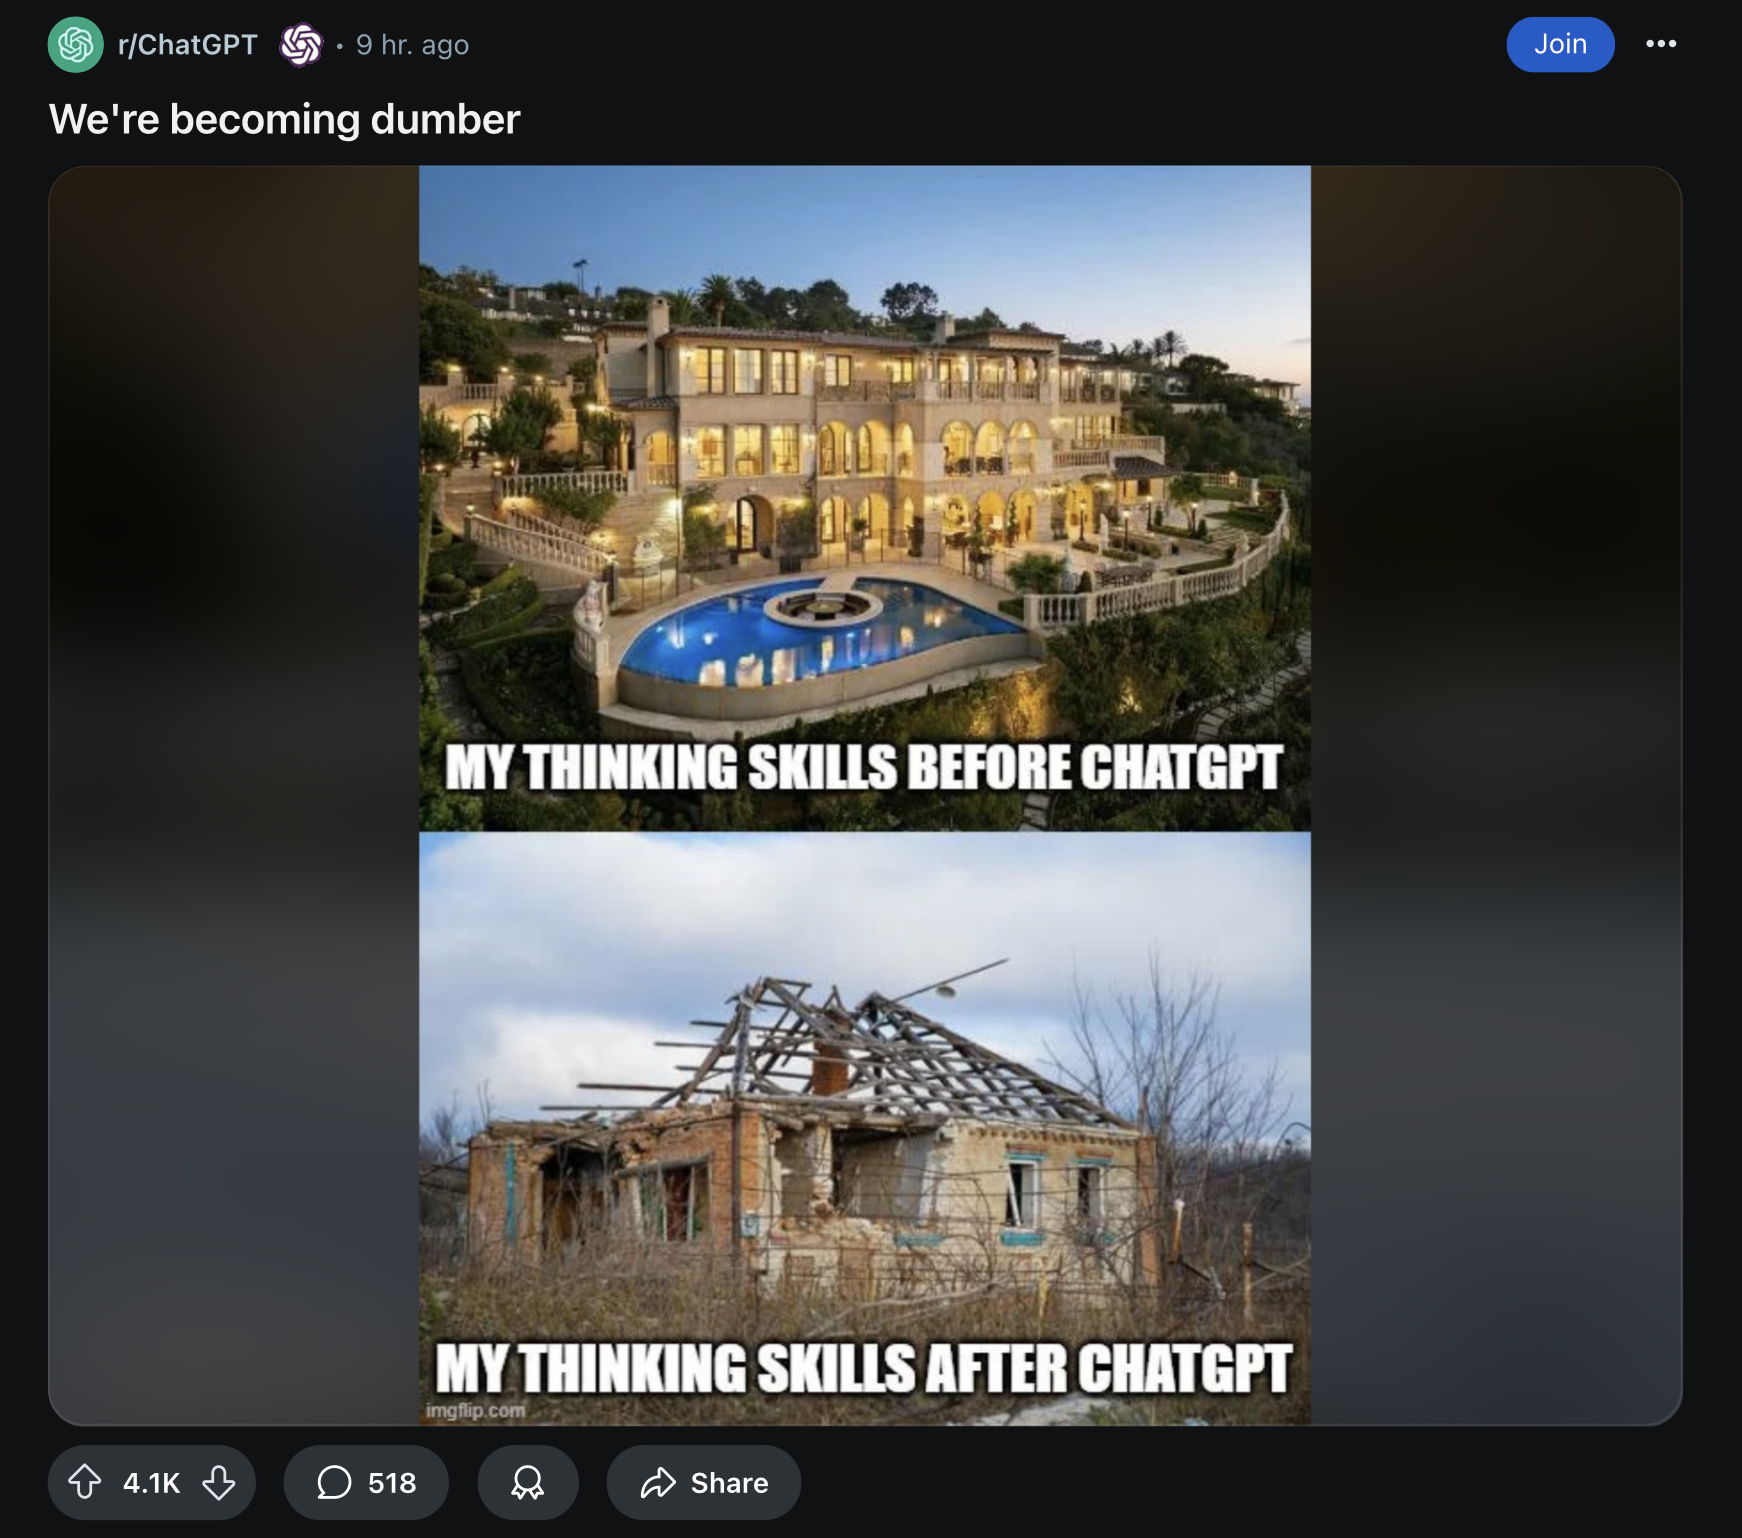 r/ChatGPT • 9 hr. ago
Join
We're becoming dumber
MY THINKING SKILLS BEFORE CHATGPT
MY THINKING SKILLS AFTER CHATGPT
imgflip.com
4.1K
518
Share